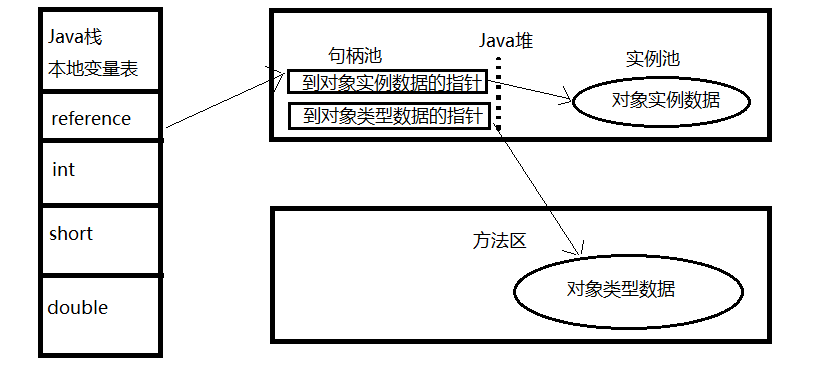 Java栈
本地变量表
reference
int
short
double
Java堆
句柄池
实例池
到对象实例数据的指针
到对象类型数据的指针
对象实例数据
方法区
对象类型数据